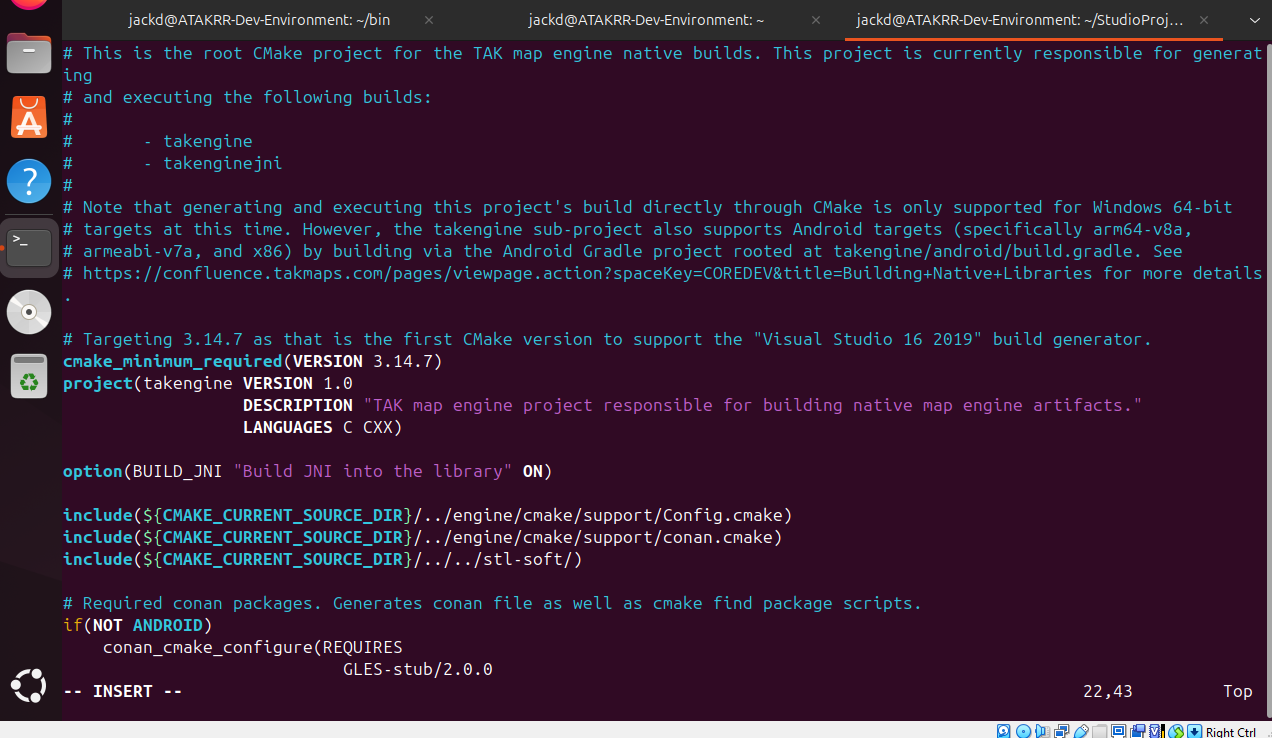 jackd@ATAKRR-Dev-Environment: ~/bin
jackd@ATAKRR-Dev-Environment: ~
jackd@ATAKRR-Dev-Environment: ~/StudioProj...
# This is the root CMake project for the TAK map engine native builds. This project is currently responsible for generat
ing
# and executing the following builds:
#
#       - takengine
#       - takenginejni
#
# Note that generating and executing this project's build directly through CMake is only supported for Windows 64-bit
# targets at this time. However, the takengine sub-project also supports Android targets (specifically arm64-v8a,
# armeabi-v7a, and x86) by building via the Android Gradle project rooted at takengine/android/build.gradle. See
# https://confluence.takmaps.com/pages/viewpage.action?spaceKey=COREDEV&title=Building+Native+Libraries for more details
.
# Targeting 3.14.7 as that is the first CMake version to support the "Visual Studio 16 2019" build generator.
cmake_minimum_required(VERSION 3.14.7)
project(takengine VERSION 1.0
                  DESCRIPTION "TAK map engine project responsible for building native map engine artifacts."
                  LANGUAGES C CXX)
option(BUILD_JNI "Build JNI into the library" ON)
include(${CMAKE_CURRENT_SOURCE_DIR}/../engine/cmake/support/Config.cmake)
include(${CMAKE_CURRENT_SOURCE_DIR}/../engine/cmake/support/conan.cmake)
include(${CMAKE_CURRENT_SOURCE_DIR}/../../stl-soft/)
# Required conan packages. Generates conan file as well as cmake find package scripts.
if(NOT ANDROID)
    conan_cmake_configure(REQUIRES
                            GLES-stub/2.0.0
-- INSERT -- 22,43 Top
Right Ctrl